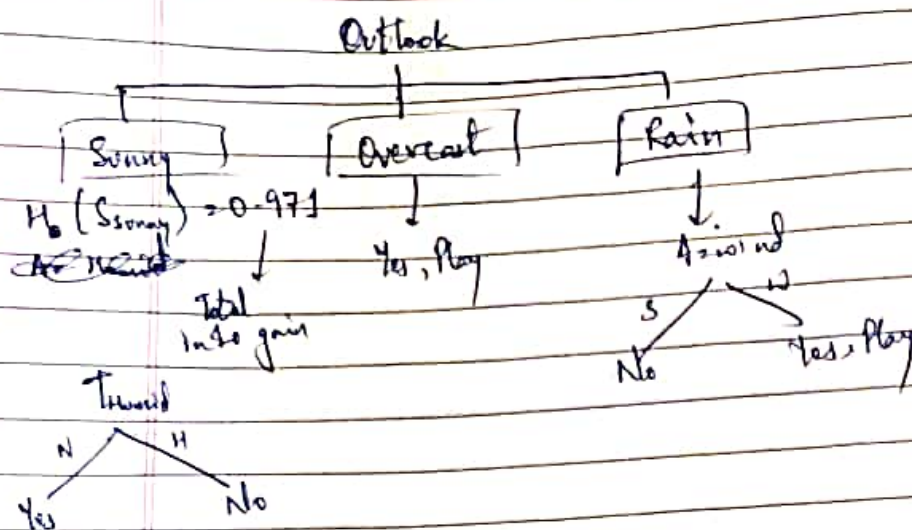 Outlook
Sunny Overcast Rain
H (Ssunny) = 0.971
Yes, Play
A = wind
Total
info gain
S W
No Yes, Play
Humid
N H
Yes No